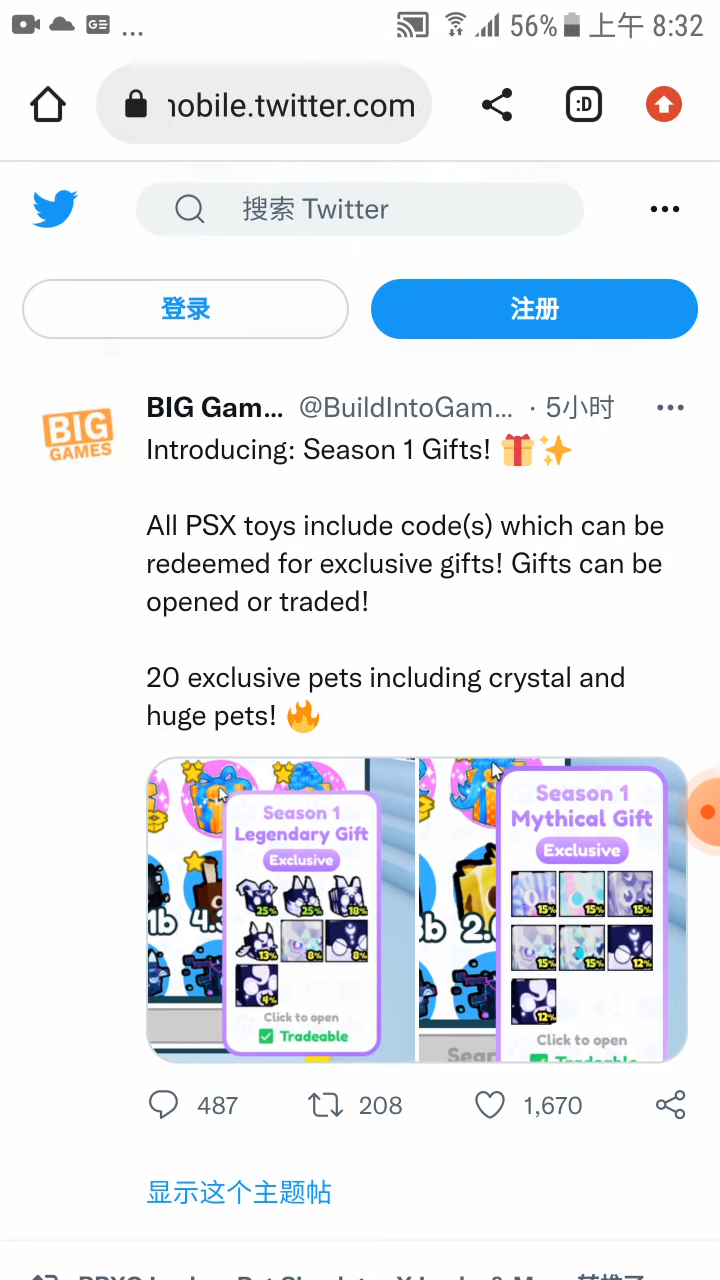 ... 56% 上午 8:32
nobile.twitter.com :D
搜索 Twitter
登录 注册
BIG GAMES
BIG Gam... @BuildIntoGam... · 5小时
Introducing: Season 1 Gifts! 🎁✨
All PSX toys include code(s) which can be
redeemed for exclusive gifts! Gifts can be
opened or traded!
20 exclusive pets including crystal and
huge pets! 🔥
Season 1
Legendary Gift
Exclusive
25% 25% 18%
13% 8% 8%
4%
Click to open
Tradeable
Season 1
Mythical Gift
Exclusive
15% 15% 15%
15% 15% 12%
12%
Click to open
Tradeable
Sear
487 208 1,670
显示这个主题帖